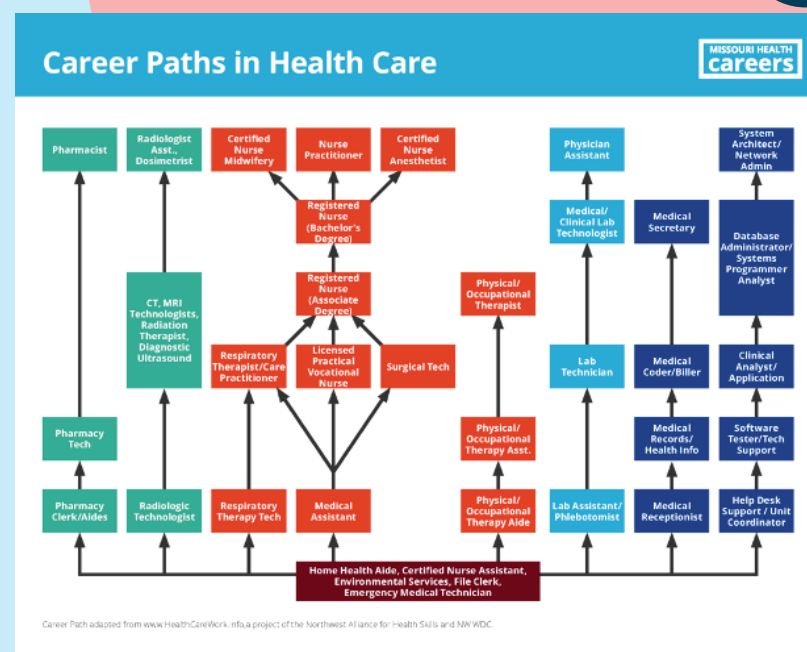 Career Paths in Health Care
MISSOURI HEALTH
careers
Pharmacist
Radiologist
Asst.,
Dosimetrist
Certified
Nurse
Midwifery
Nurse
Practitioner
Certified
Nurse
Anesthetist
Physician
Assistant
System
Architect/
Network
Admin
Registered
Nurse
(Bachelor's
Degree)
Medical/
Clinical Lab
Technologist
Medical
Secretary
Database
Administrator/
Systems
Programmer
Analyst
CT, MRI
Technologists,
Radiation
Therapist,
Diagnostic
Ultrasound
Registered
Nurse
(Associate
Degree)
Physical/
Occupational
Therapist
Respiratory
Therapist/Care
Practitioner
Licensed
Practical
Vocational
Nurse
Surgical Tech
Lab
Technician
Medical
Coder/Biller
Clinical
Analyst/
Application
Pharmacy
Tech
Physical/
Occupational
Therapy Asst.
Medical
Records/
Health Info
Software
Tester/Tech
Support
Pharmacy
Clerk/Aides
Radiologic
Technologist
Respiratory
Therapy Tech
Medical
Assistant
Physical/
Occupational
Therapy Aide
Lab Assistant/
Phlebotomist
Medical
Receptionist
Help Desk
Support / Unit
Coordinator
Home Health Aide, Certified Nurse Assistant,
Environmental Services, File Clerk,
Emergency Medical Technician
Career Path adapted from www.HealthCareWork.info,a project of the Northwest Alliance for Health Skills and NW WDC.